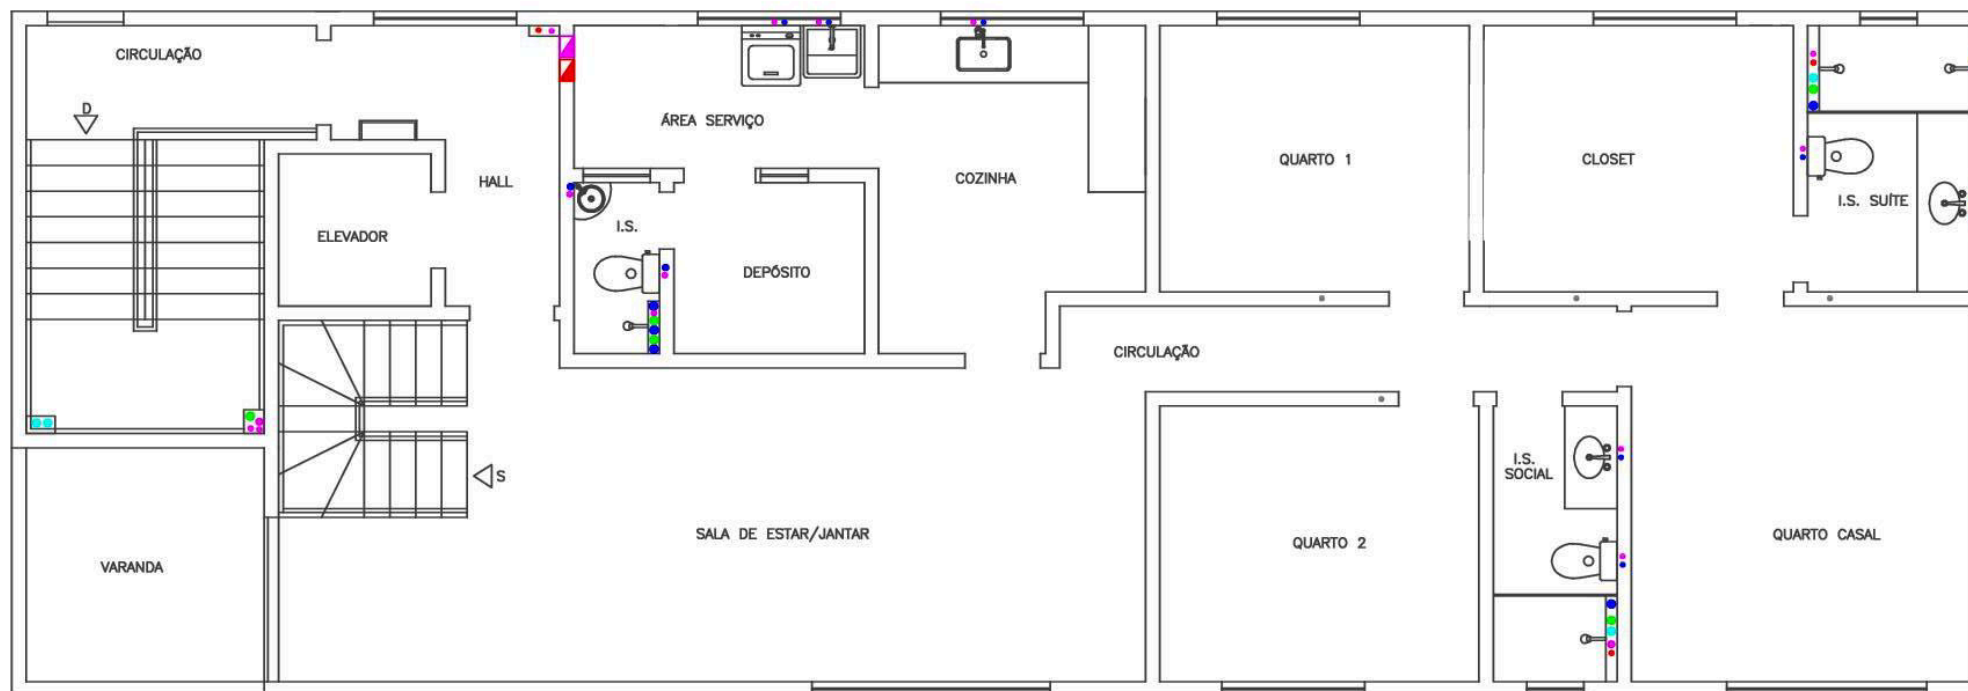 CIRCULAÇÃO
D
ÁREA SERVIÇO
HALL
COZINHA
QUARTO 1
CLOSET
I.S. SUÍTE
I.S.
ELEVADOR
DEPÓSITO
CIRCULAÇÃO
S
I.S.
SOCIAL
SALA DE ESTAR/JANTAR
QUARTO 2
QUARTO CASAL
VARANDA